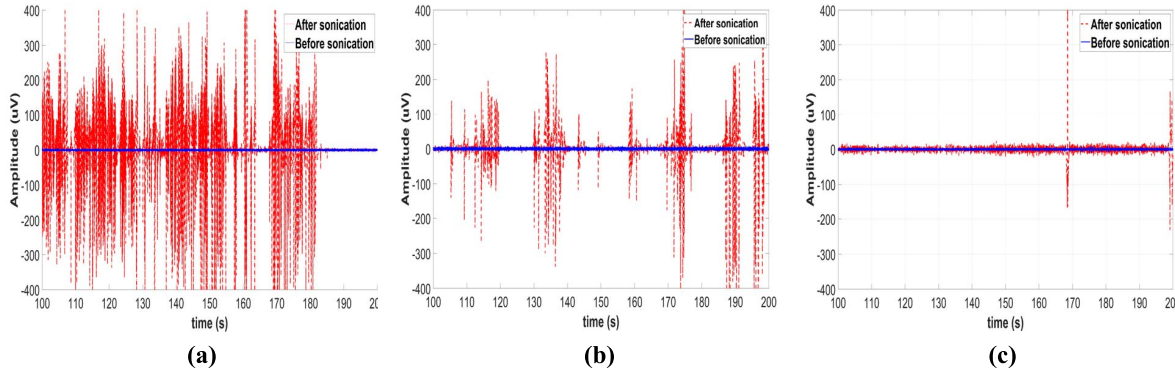 400
300
200
100
0
-100
-200
-300
-400
Amplitude (uV)
100 110 120 130 140 150 160 170 180 190 20
time (s)
After sonication
Before sonication
(a)
400
300
200
100
0
-100
-200
-300
-400
Amplitude (uV)
100 110 120 130 140 150 160 170 180 190 200
time (s)
After sonication
Before sonication
(b)
400
300
200
100
0
-100
-200
-300
-400
Amplitude (uV)
100 110 120 130 140 150 160 170 180 190 200
time (s)
After sonication
Before sonication
(c)